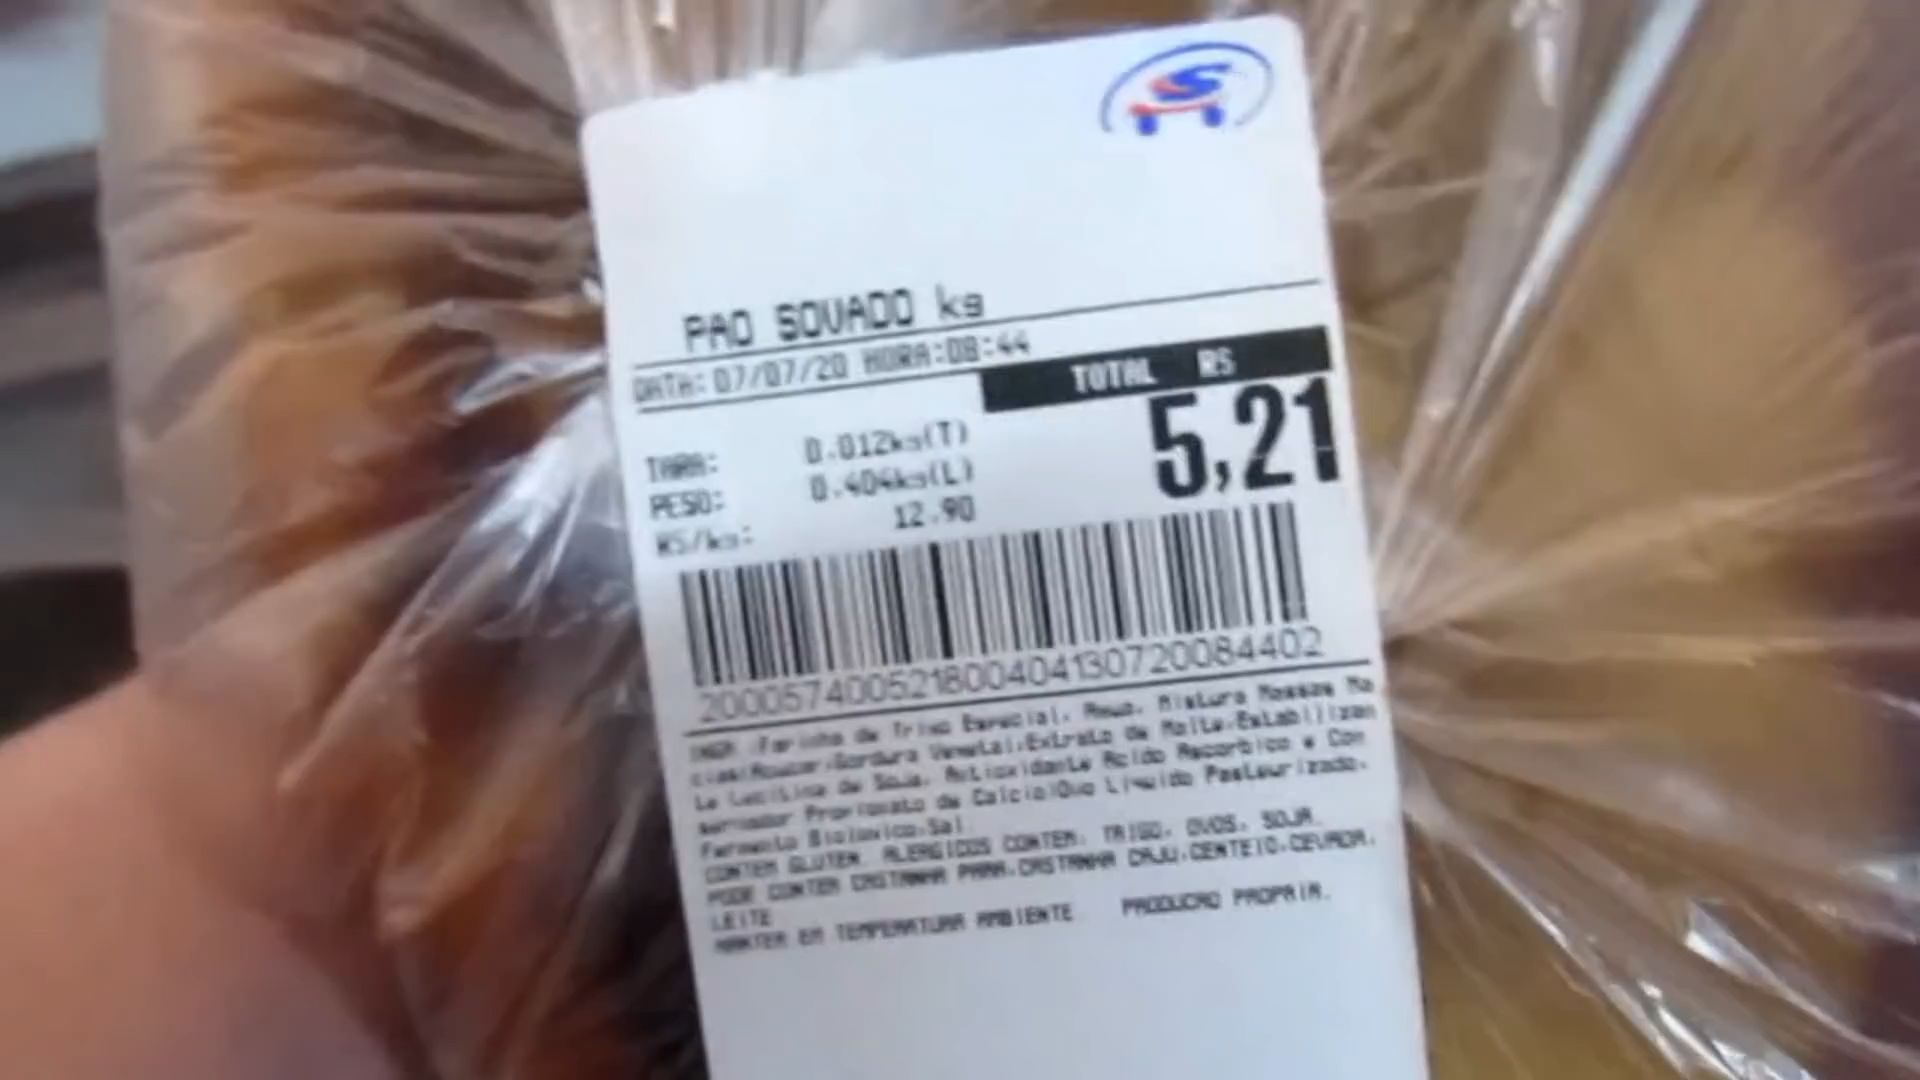 S
PAO SOVADO kg
DATA: 07/07/20 HORA:08:44
TOTAL R$
5,21
TARA: 0.012kg(T)
PESO: 0.404kg(L)
R$/kg: 12.90
200057400521800404130720084402
INGR.:Farinha de Trigo Especial, Agua, Mistura Massas Ma
cias(Acucar,Gordura Vegetal,Extrato de Malte,Estabilizan
te Lecitina de Soja, Antioxidante Acido Ascorbico e Con
servador Propionato de Calcio)Ovo Liquido Pasteurizado,
Fermento Biologico,Sal
CONTEM GLUTEN. ALERGICOS CONTEM: TRIGO, OVOS, SOJA.
PODE CONTER CASTANHA PARA,CASTANHA CAJU,CENTEIO,CEVADA,
LEITE
MANTER EM TEMPERATURA AMBIENTE PRODUCAO PROPRIA.